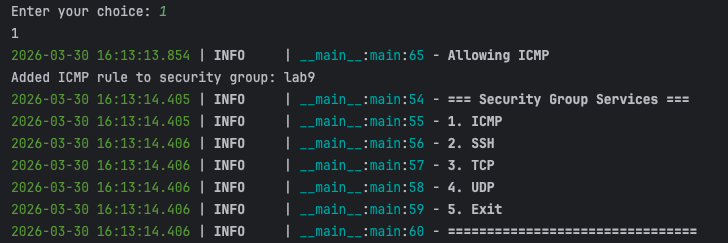 Enter your choice: 1
1
2026-03-30 16:13:13.854 | INFO     | __main__:main:65 - Allowing ICMP
Added ICMP rule to security group: lab9
2026-03-30 16:13:14.405 | INFO     | __main__:main:54 - === Security Group Services ===
2026-03-30 16:13:14.405 | INFO     | __main__:main:55 - 1. ICMP
2026-03-30 16:13:14.406 | INFO     | __main__:main:56 - 2. SSH
2026-03-30 16:13:14.406 | INFO     | __main__:main:57 - 3. TCP
2026-03-30 16:13:14.406 | INFO     | __main__:main:58 - 4. UDP
2026-03-30 16:13:14.406 | INFO     | __main__:main:59 - 5. Exit
2026-03-30 16:13:14.406 | INFO     | __main__:main:60 - ================================